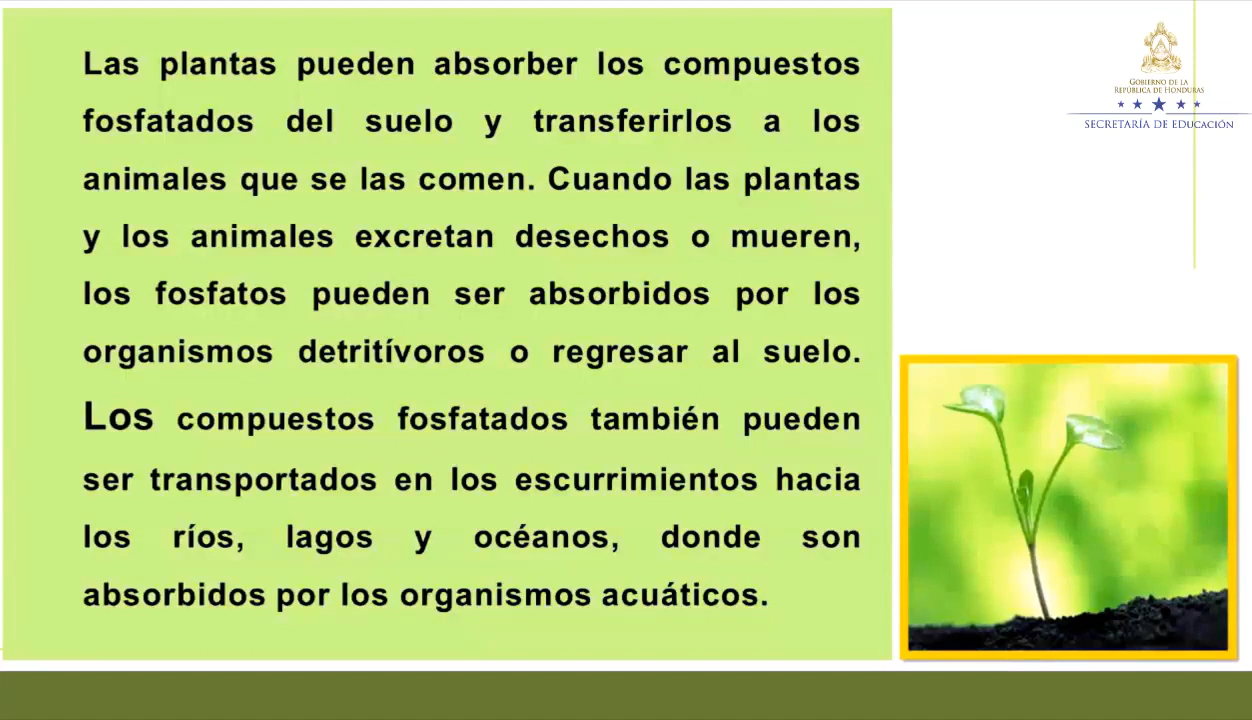 Las plantas pueden absorber los compuestos
fosfatados del suelo y transferirlos a los
animales que se las comen. Cuando las plantas
y los animales excretan desechos o mueren,
los fosfatos pueden ser absorbidos por los
organismos detritívoros o regresar al suelo.
Los compuestos fosfatados también pueden
ser transportados en los escurrimientos hacia
los ríos, lagos y océanos, donde son
absorbidos por los organismos acuáticos.
GOBIERNO DE LA
REPÚBLICA DE HONDURAS
SECRETARÍA DE EDUCACIÓN